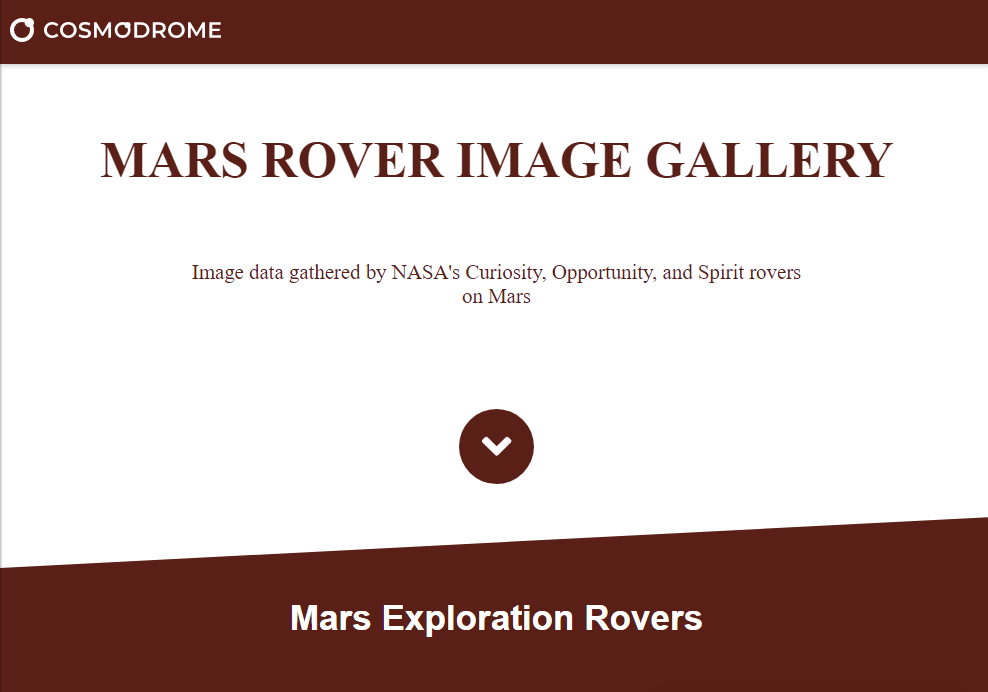 COSMODROME
MARS ROVER IMAGE GALLERY
Image data gathered by NASA's Curiosity, Opportunity, and Spirit rovers
on Mars
Mars Exploration Rovers